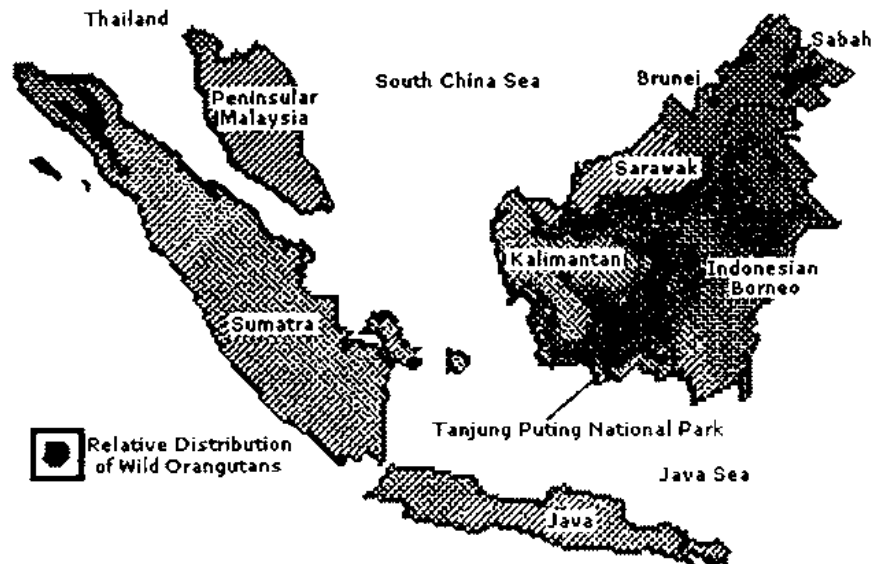 Thailand
Sabah
South China Sea
Brunei
Peninsular
Malaysia
Sarawak
Kalimantan
Indonesian
Borneo
Sumatra
Tanjung Puting National Park
Relative Distribution
of Wild Orangutans
Java Sea
Java